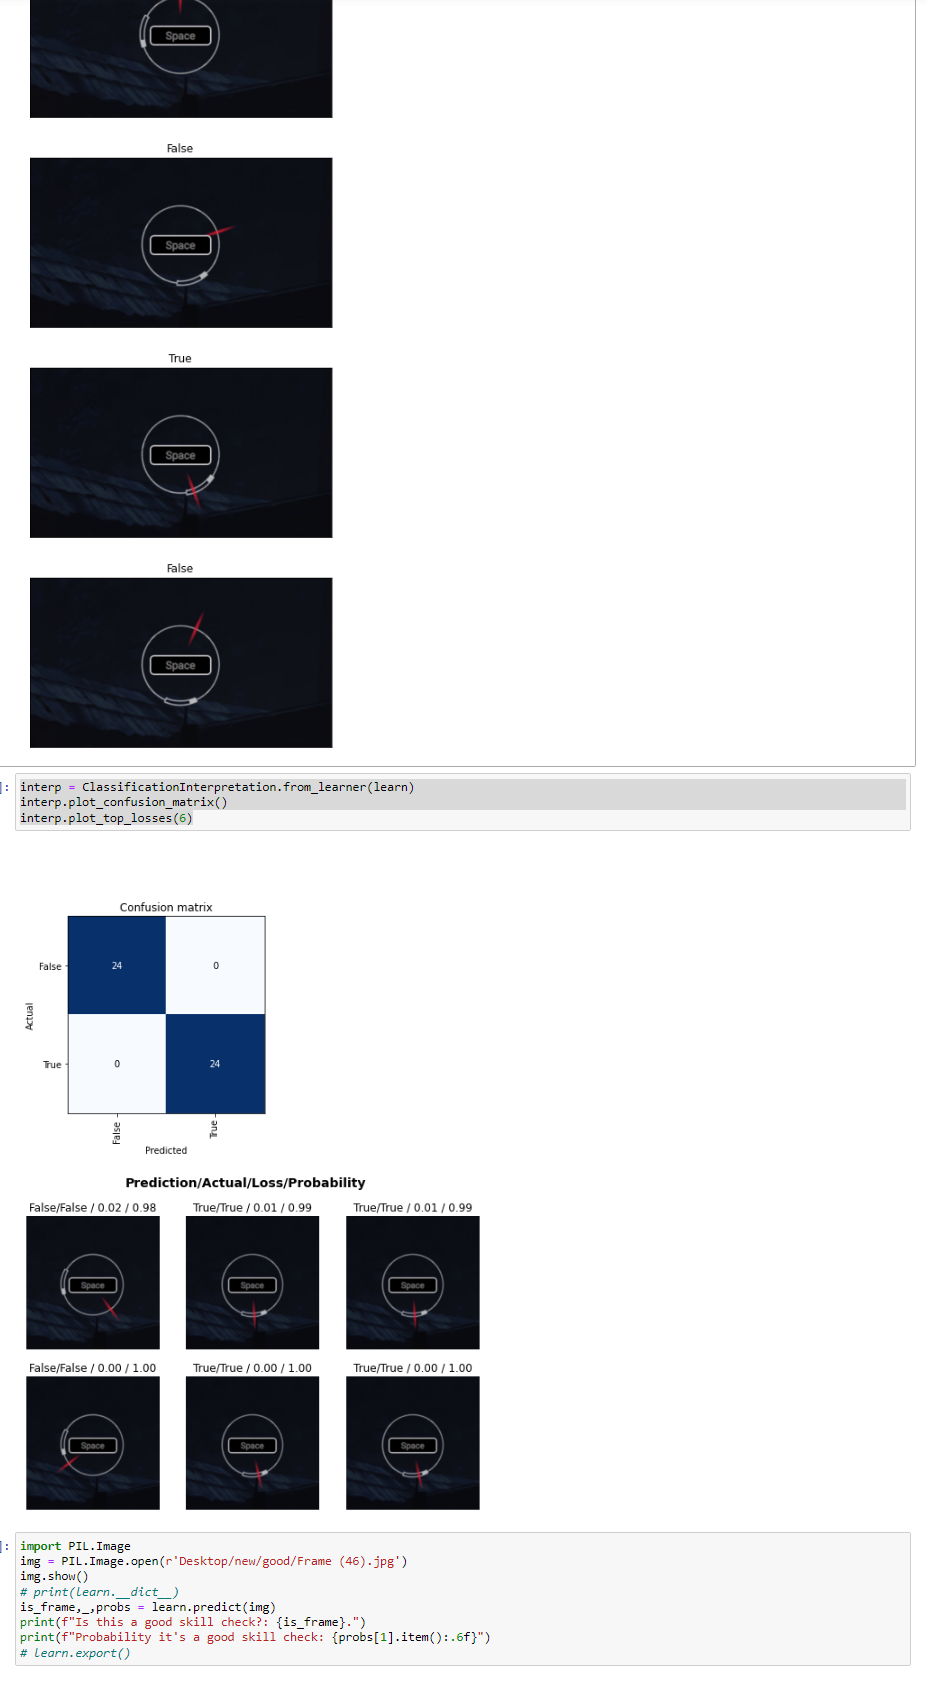 Space
False
Space
True
Space
False
Space
]: interp = ClassificationInterpretation.from_learner(learn)
interp.plot_confusion_matrix()
interp.plot_top_losses(6)
Confusion matrix
False 24 0
Actual
True 0 24
False True
Predicted
Prediction/Actual/Loss/Probability
False/False / 0.02 / 0.98 True/True / 0.01 / 0.99 True/True / 0.01 / 0.99
Space Space Space
False/False / 0.00 / 1.00 True/True / 0.00 / 1.00 True/True / 0.00 / 1.00
Space Space Space
]: import PIL.Image
img = PIL.Image.open(r'Desktop/new/good/Frame (46).jpg')
img.show()
# print(learn.__dict__)
is_frame,_,probs = learn.predict(img)
print(f"Is this a good skill check?: {is_frame}.")
print(f"Probability it's a good skill check: {probs[1].item():.6f}")
# learn.export()